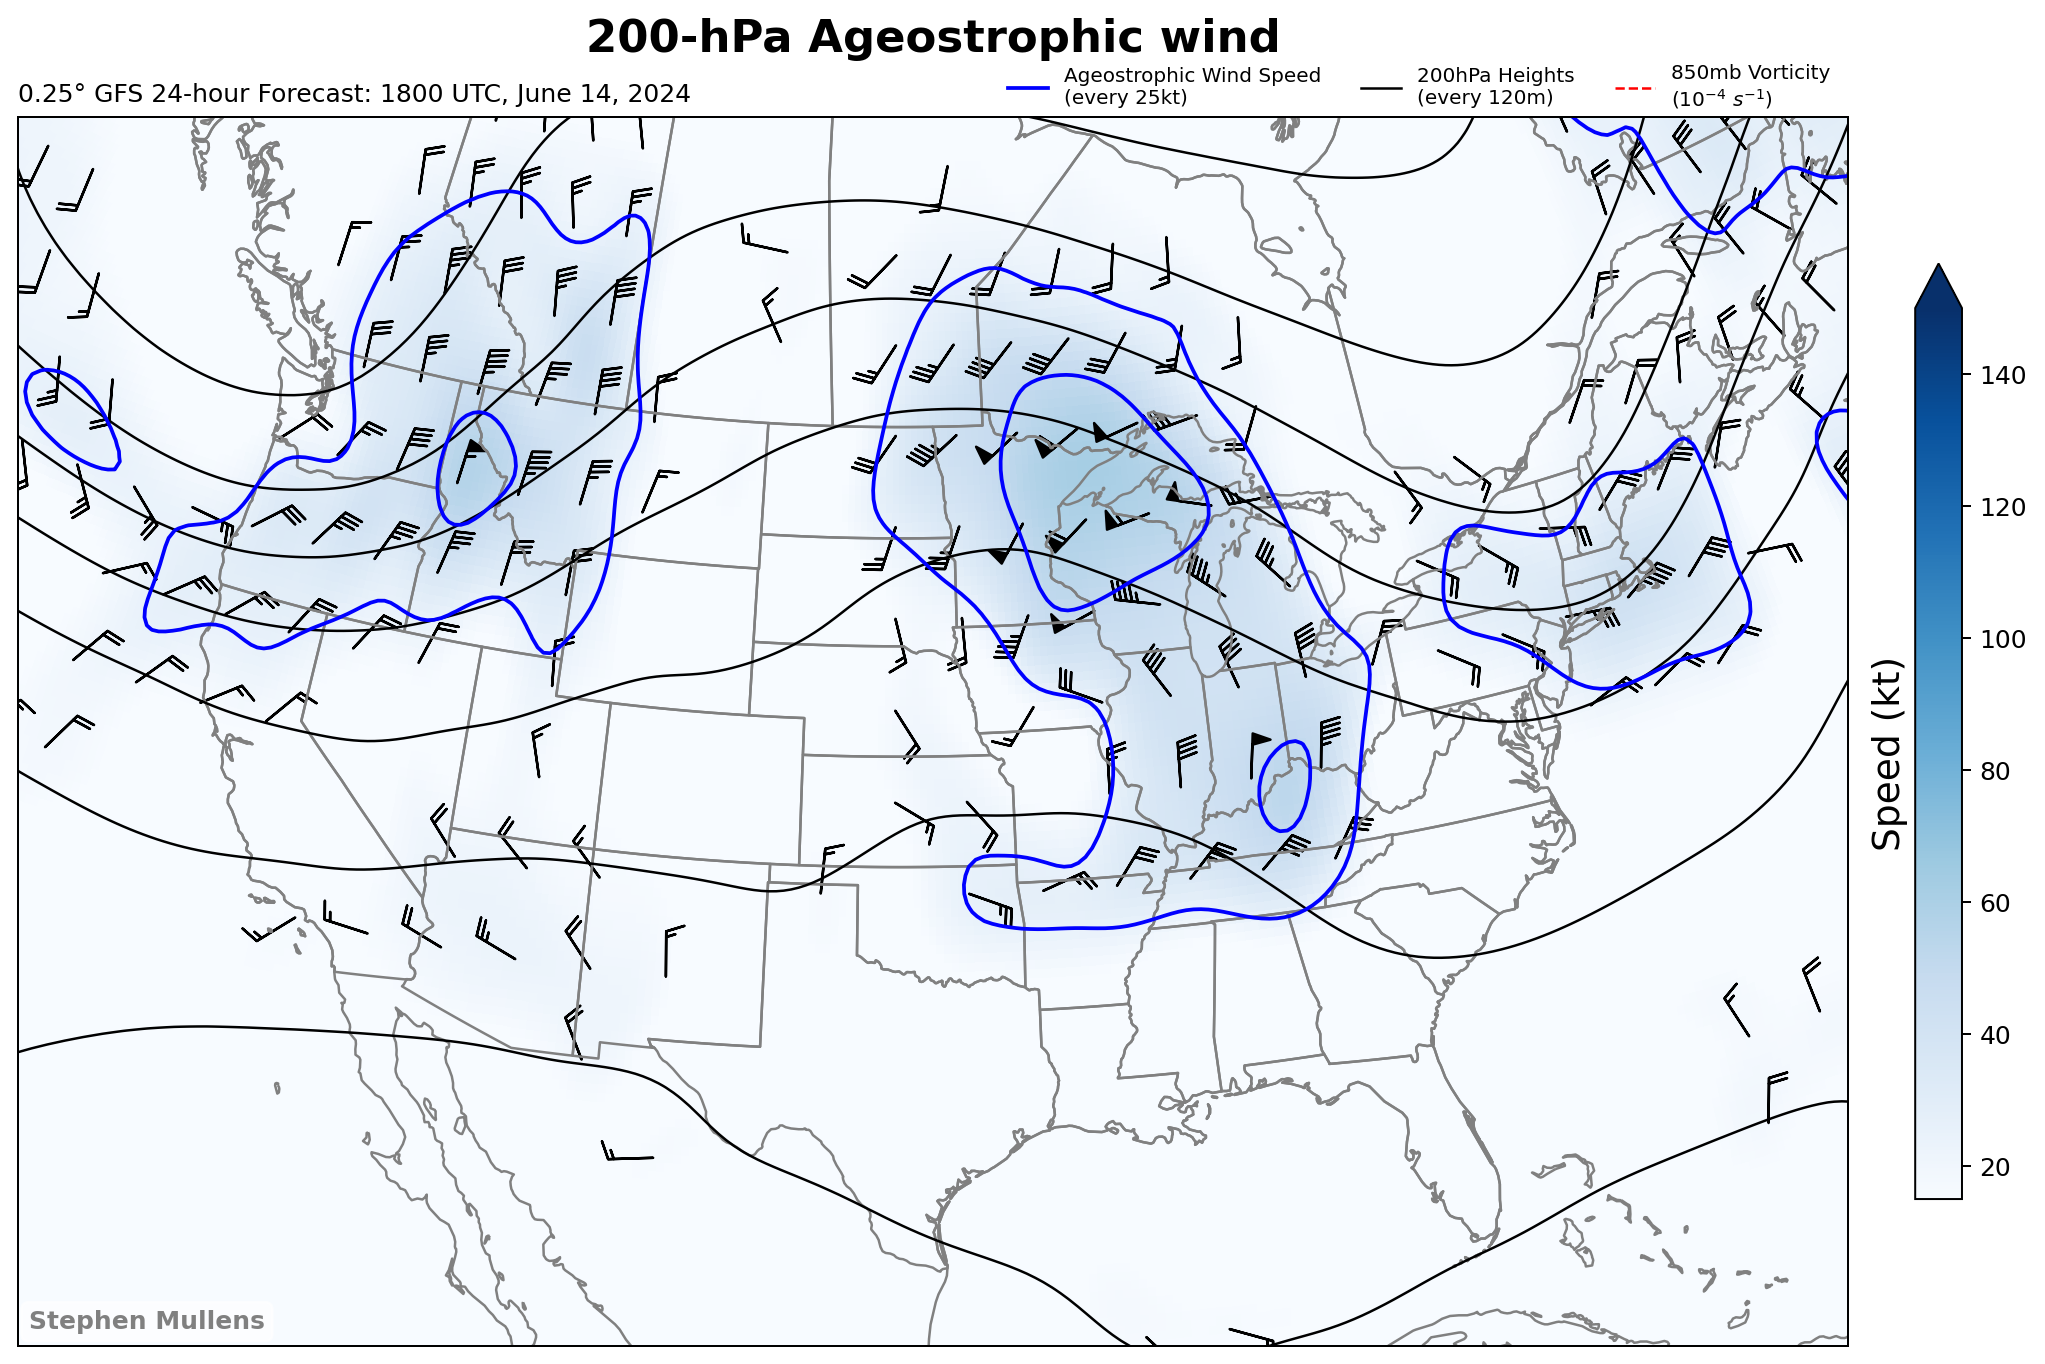 200-hPa Ageostrophic wind
0.25° GFS 24-hour Forecast: 1800 UTC, June 14, 2024
Ageostrophic Wind Speed
(every 25kt)
200hPa Heights
(every 120m)
850mb Vorticity
(10⁻⁴ s⁻¹)
140
120
100
80
60
40
20
Speed (kt)
Stephen Mullens